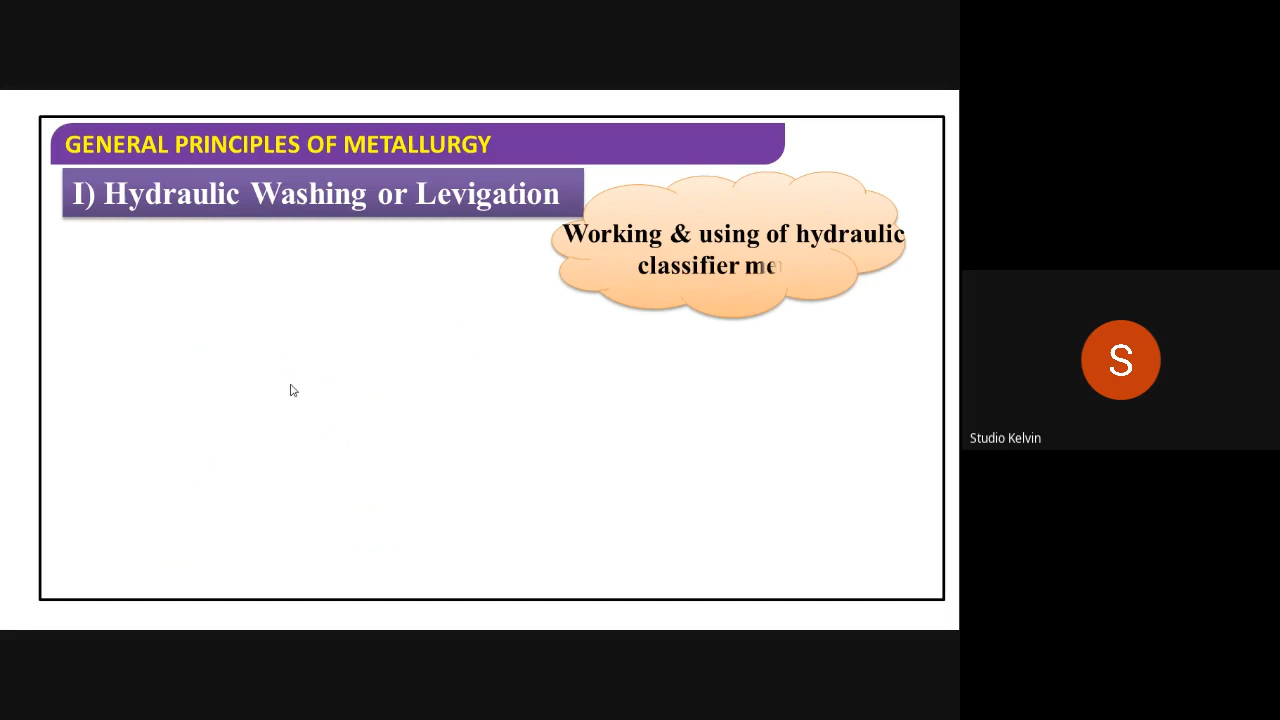 GENERAL PRINCIPLES OF METALLURGY
I) Hydraulic Washing or Levigation
Working & using of hydraulic
classifier
S
Studio Kelvin